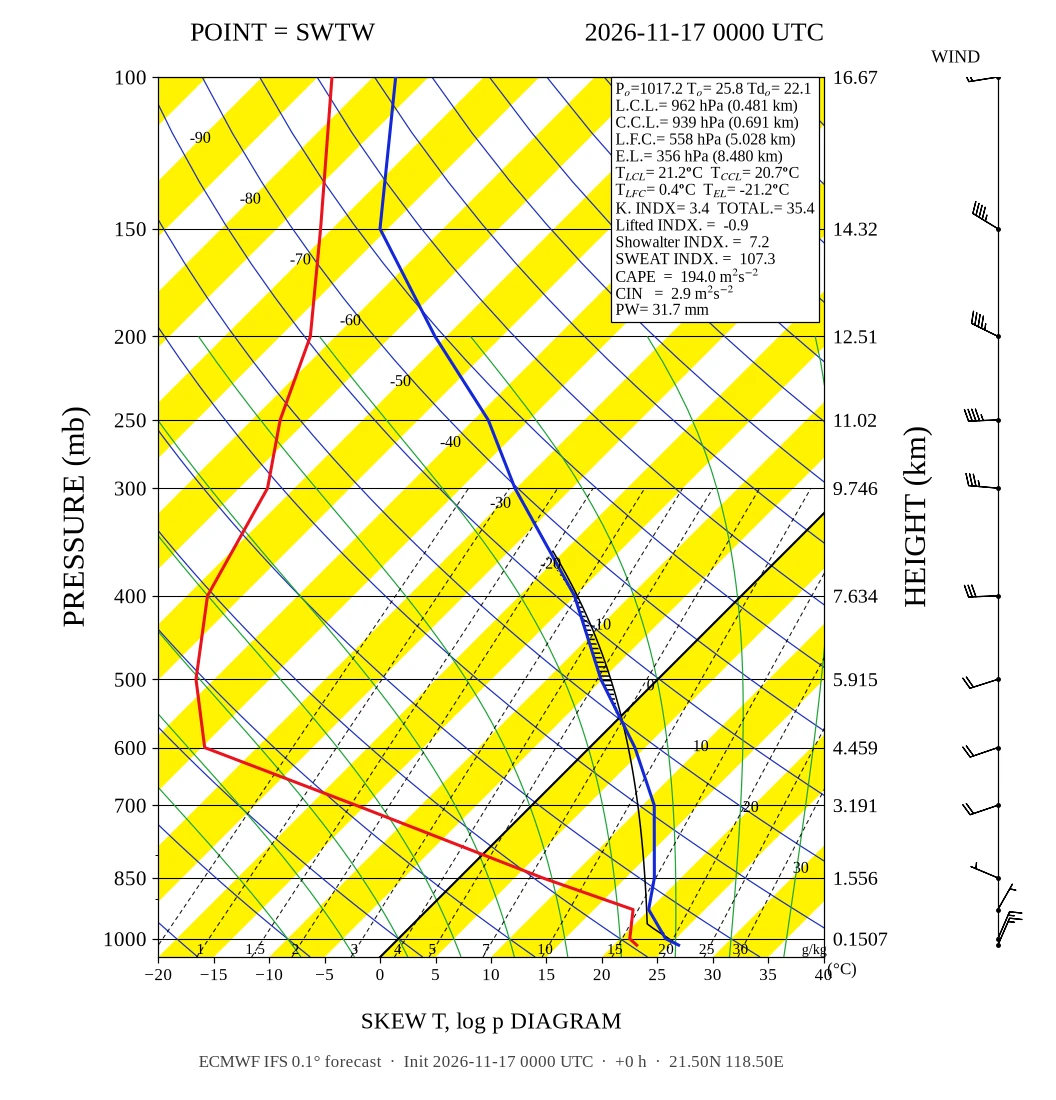 POINT = SWTW 2026-11-17 0000 UTC
WIND
P₀=1017.2 T₀= 25.8 Td₀= 22.1
L.C.L.= 962 hPa (0.481 km)
C.C.L.= 939 hPa (0.691 km)
L.F.C.= 558 hPa (5.028 km)
E.L.= 356 hPa (8.480 km)
T_LCL= 21.2°C T_CCL= 20.7°C
T_LFC= 0.4°C T_EL= -21.2°C
K. INDX= 3.4 TOTAL.= 35.4
Lifted INDX. = -0.9
Showalter INDX. = 7.2
SWEAT INDX. = 107.3
CAPE = 194.0 m²s⁻²
CIN = 2.9 m²s⁻²
PW= 31.7 mm
100 16.67
-90
-80
150 14.32
-70
-60
200 12.51
-50
250 11.02
-40
300 9.746
-30
-20
400 7.634
-10
500 5.915
0
600 4.459
10
700 3.191
20
850 1.556
30
1000 0.1507
PRESSURE (mb)
HEIGHT (km)
1 1.5 2 3 4 5 7 10 15 20 25 30 g/kg
−20 −15 −10 −5 0 5 10 15 20 25 30 35 40 (°C)
SKEW T, log p DIAGRAM
ECMWF IFS 0.1° forecast · Init 2026-11-17 0000 UTC · +0 h · 21.50N 118.50E